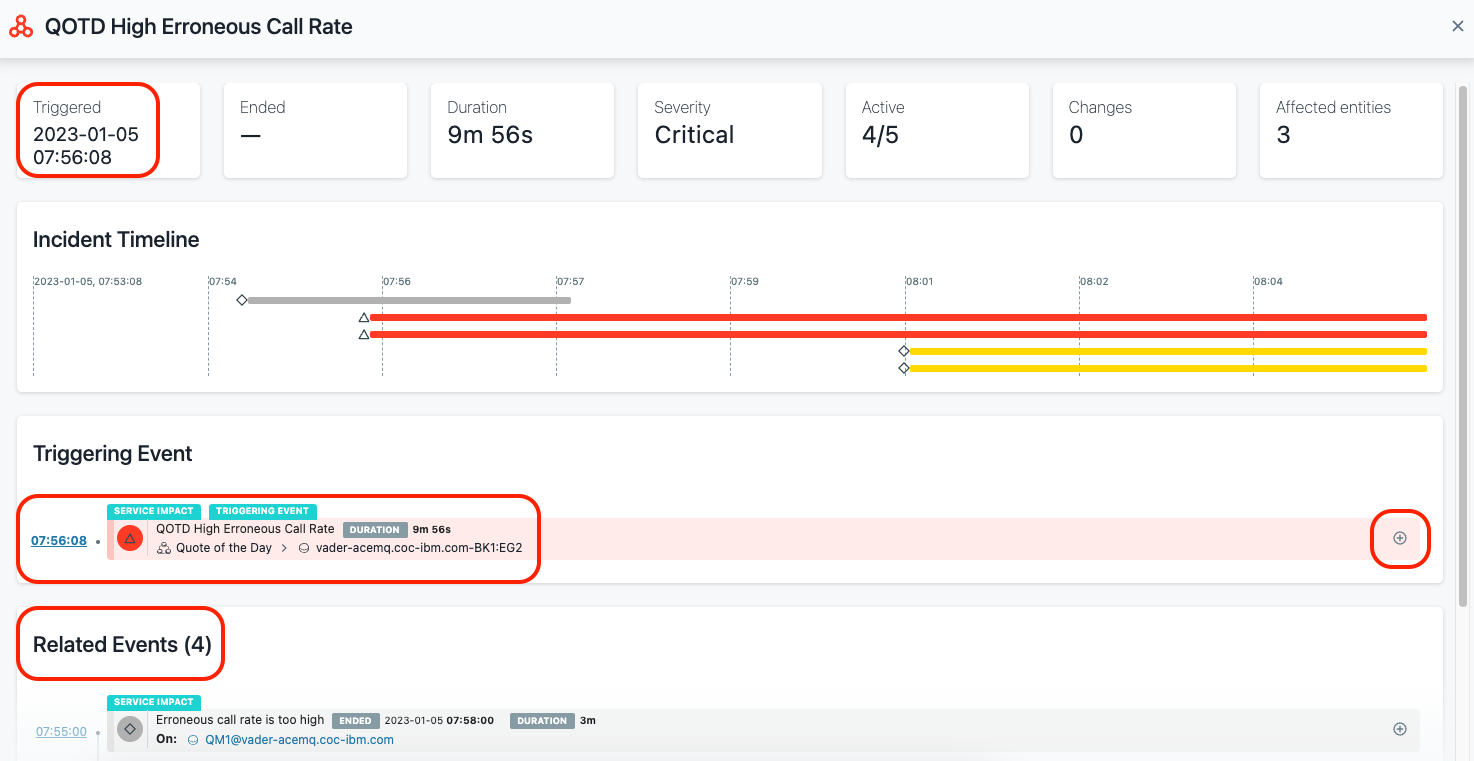 QOTD High Erroneous Call Rate
Triggered
2023-01-05
07:56:08
Ended
—
Duration
9m 56s
Severity
Critical
Active
4/5
Changes
0
Affected entities
3
Incident Timeline
2023-01-05, 07:53:08 07:54 07:56 07:57 07:59 08:01 08:02 08:04
Triggering Event
SERVICE IMPACT TRIGGERING EVENT
07:56:08 QOTD High Erroneous Call Rate DURATION 9m 56s
Quote of the Day > vader-acemq.coc-ibm.com-BK1:EG2
Related Events (4)
SERVICE IMPACT
07:55:00 Erroneous call rate is too high ENDED 2023-01-05 07:58:00 DURATION 3m
On: QM1@vader-acemq.coc-ibm.com